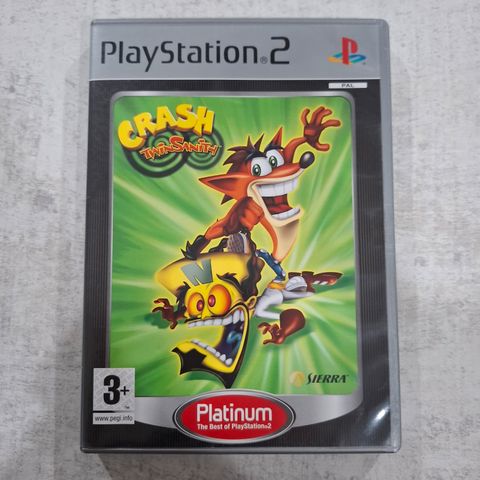 PlayStation®2
PAL
CRASH
TWINSANITY
N
SIERRA
3+
www.pegi.info
Platinum
The Best of PlayStation®2